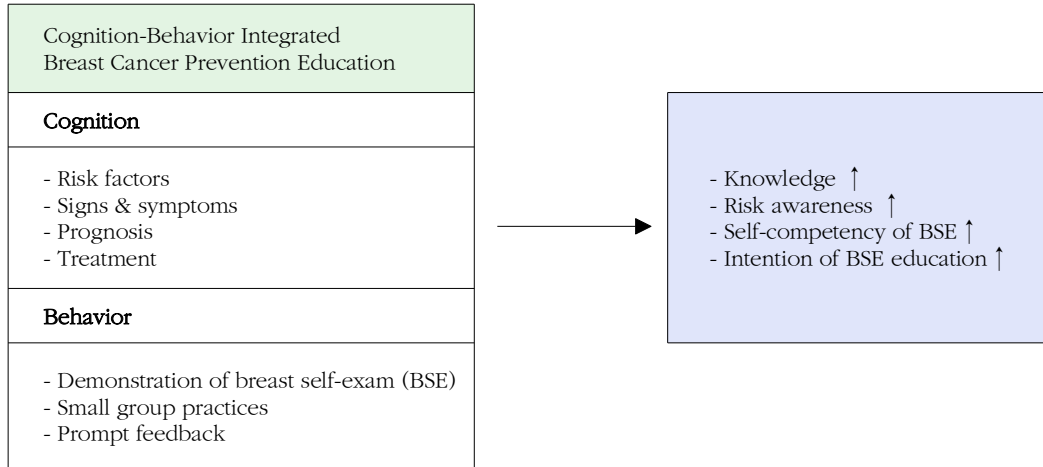 Cognition-Behavior Integrated
Breast Cancer Prevention Education
Cognition
- Risk factors
- Signs & symptoms
- Prognosis
- Treatment
Behavior
- Demonstration of breast self-exam (BSE)
- Small group practices
- Prompt feedback
- Knowledge ↑
- Risk awareness ↑
- Self-competency of BSE ↑
- Intention of BSE education ↑